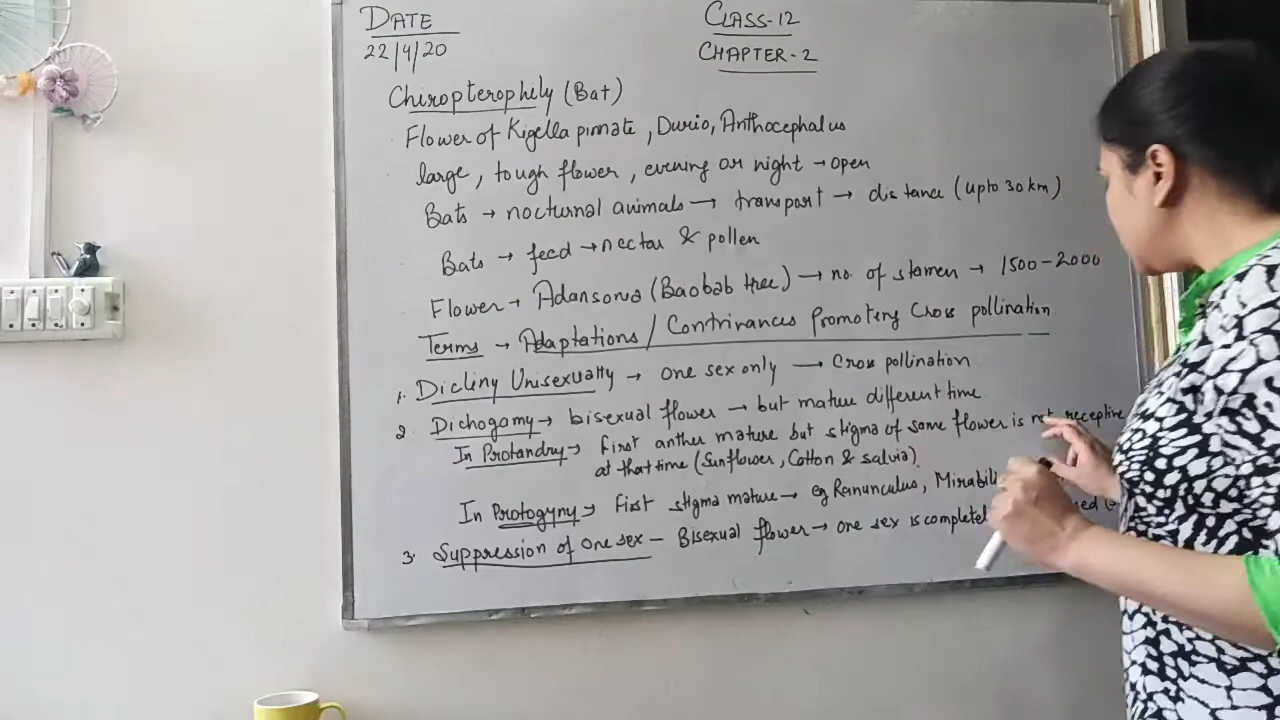 DATE
22/4/20
CLASS-12
CHAPTER-2
Chiropterophily (Bat)
Flower of Kigella pinnate, Durio, Anthocephalus
large, tough flower, evening or night → open
Bats → nocturnal animals → transport → distance (upto 30 km)
Bats → feed → nectar & pollen
Flower → Adansonia (Baobab tree) → no. of stamen → 1500-2000
Terms → Adaptations / Contrivances Promoting Cross pollination
1. Dicliny Unisexually → one sex only → Cross pollination
2 Dichogamy → bisexual flower → but mature different time
In Protandry → First anther mature but stigma of same flower is not receptive
at that time (Sunflower, Cotton & salvia)
In Protogyny → First stigma mature → eg Ranunculus,
3. Suppression of One sex - Bisexual flower → one sex is